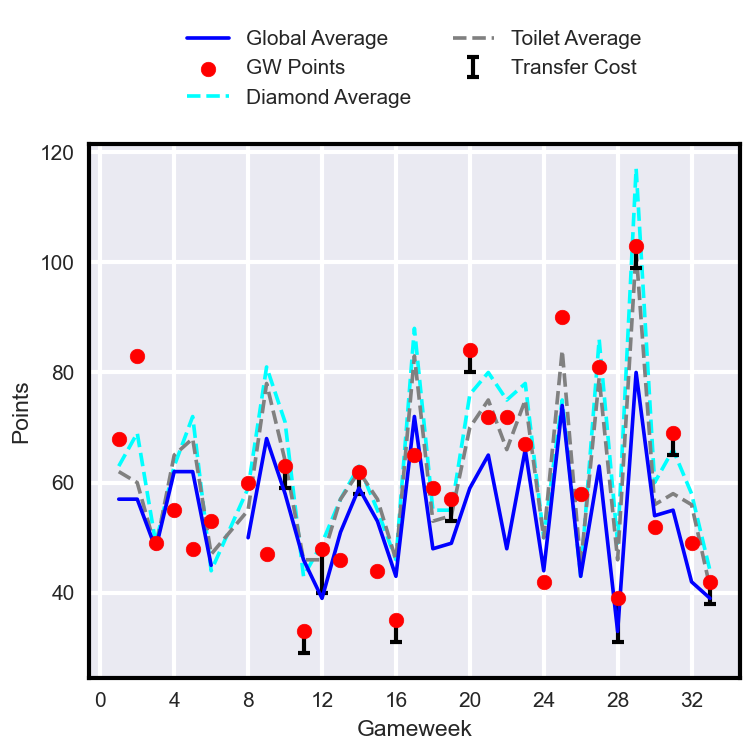 Global Average
GW Points
Diamond Average
Toilet Average
Transfer Cost
120
100
80
60
40
Points
0 4 8 12 16 20 24 28 32
Gameweek